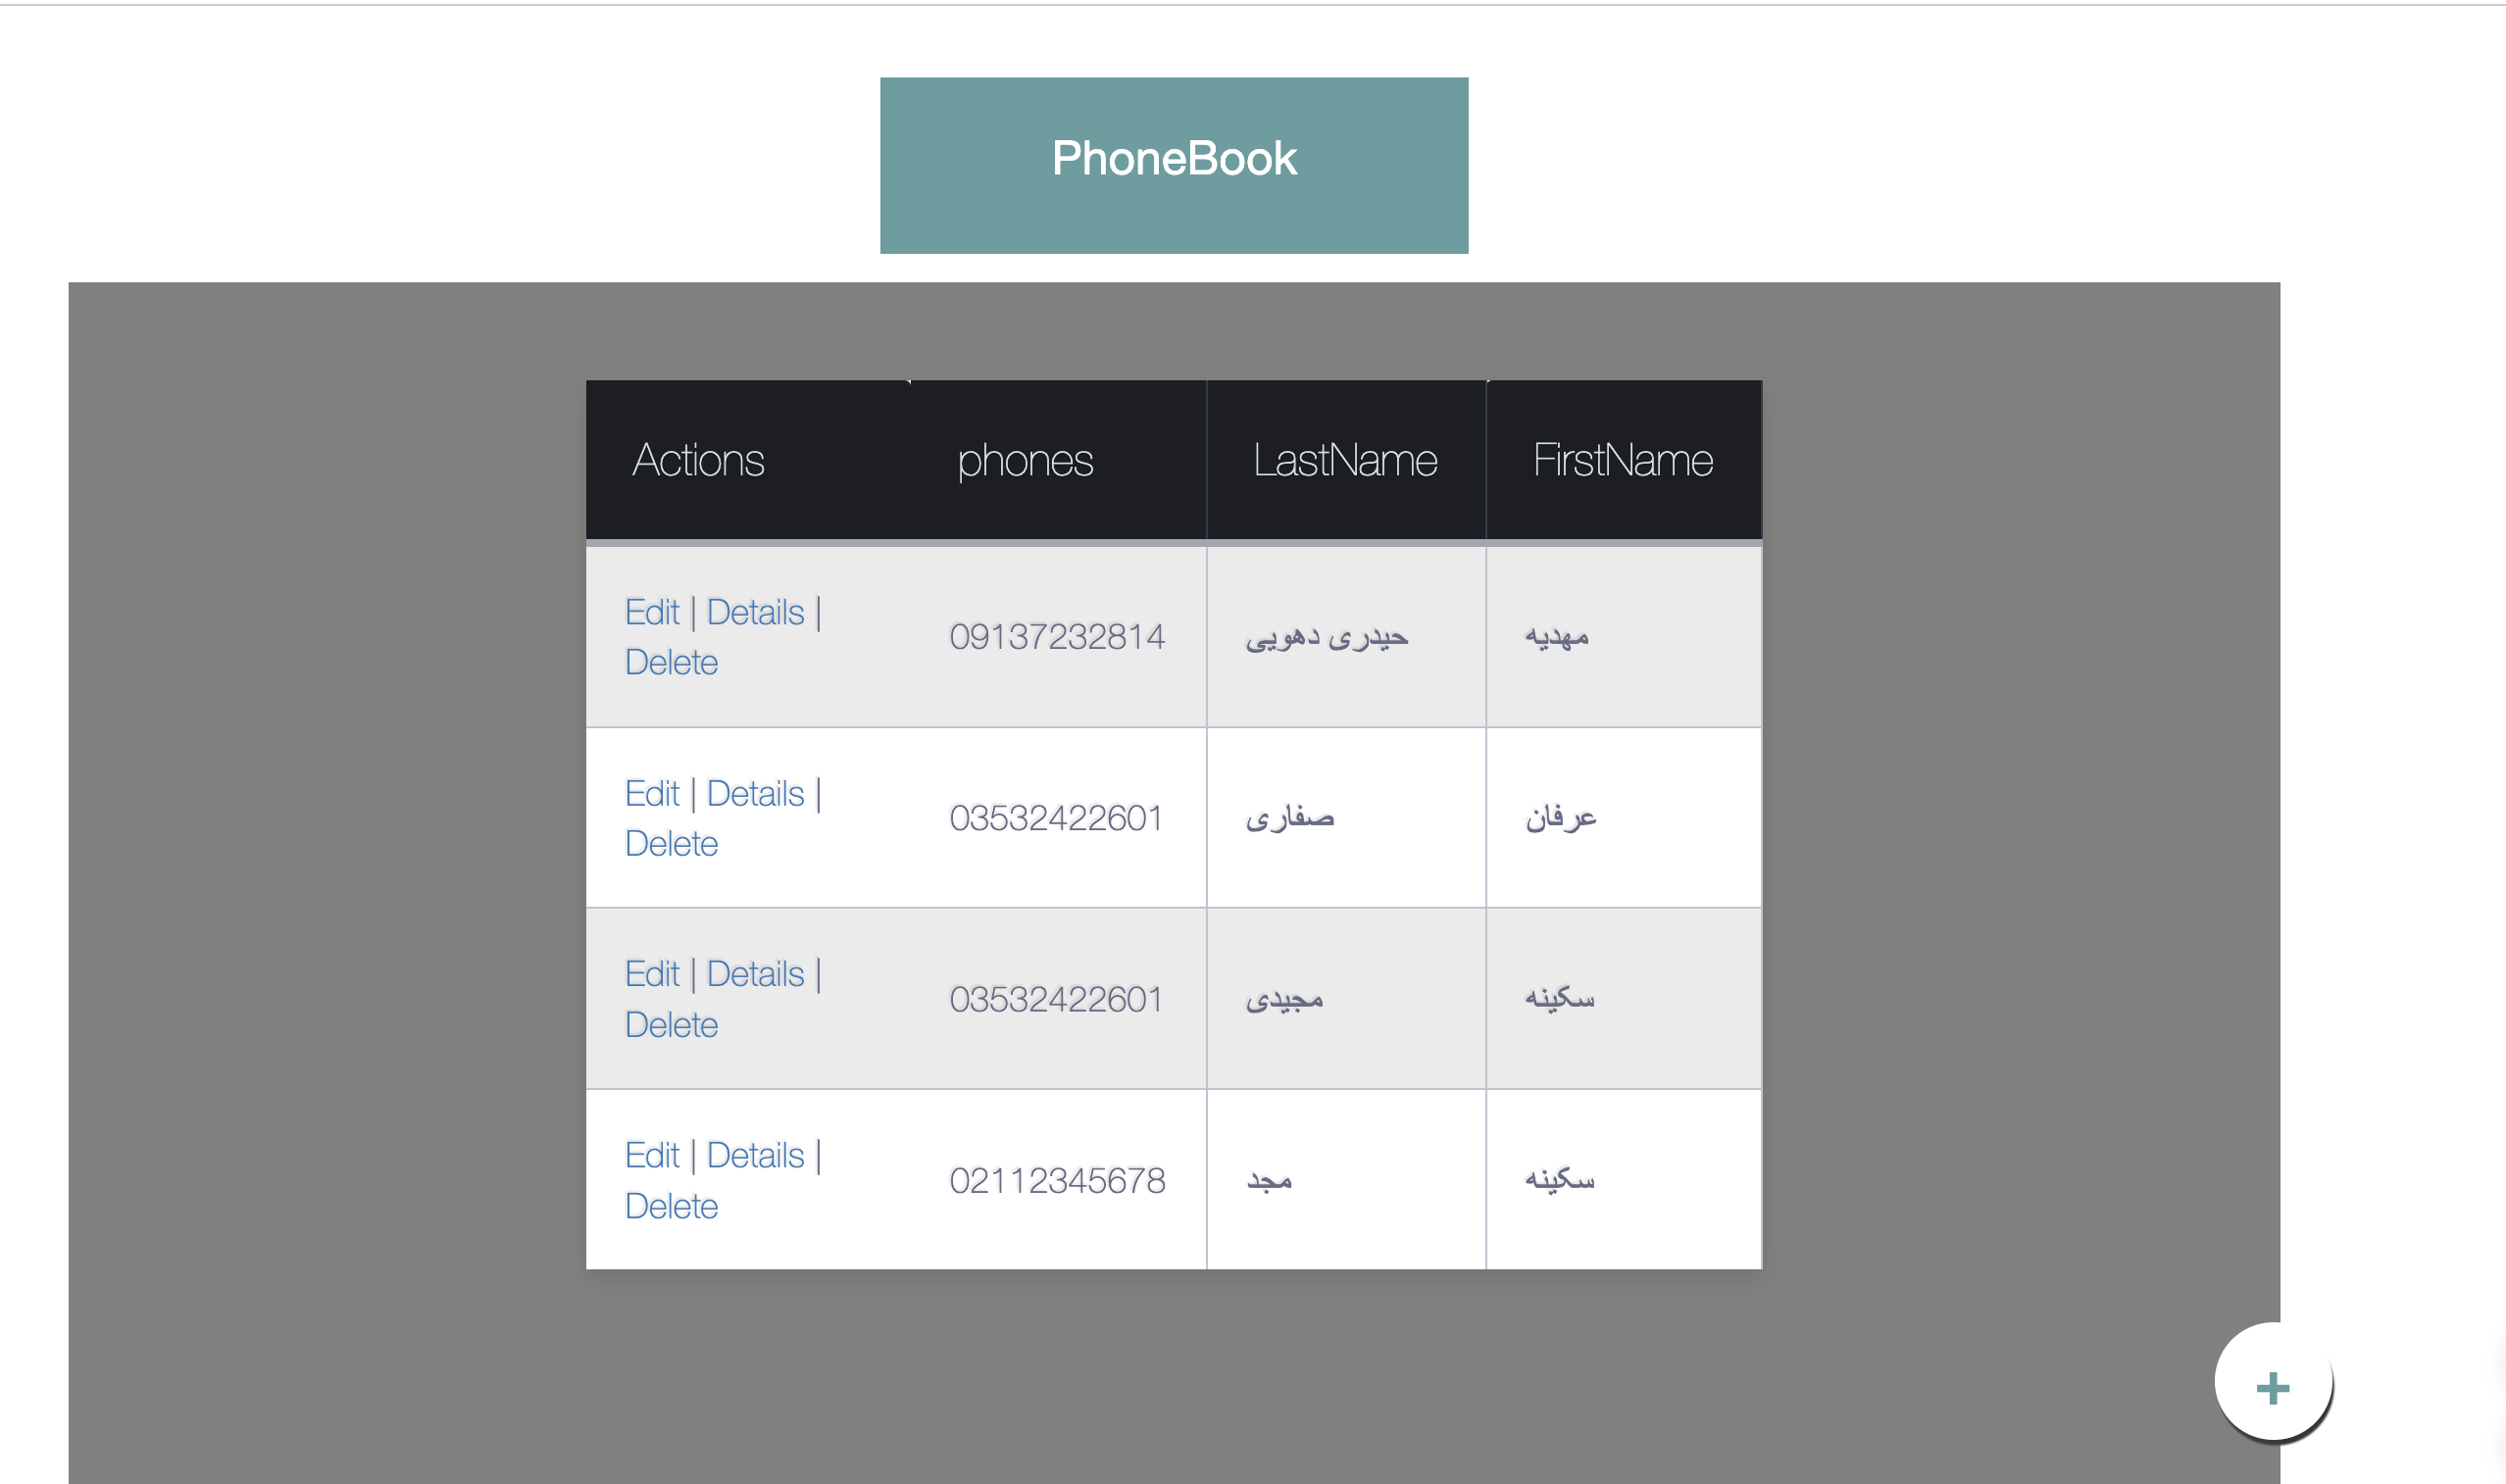 PhoneBook
Actions phones LastName FirstName
Edit | Details |
Delete
09137232814 حیدری دهویی مهدیه
Edit | Details |
Delete
03532422601 صفاری عرفان
Edit | Details |
Delete
03532422601 مجیدی سکینه
Edit | Details |
Delete
02112345678 مجد سکینه
+